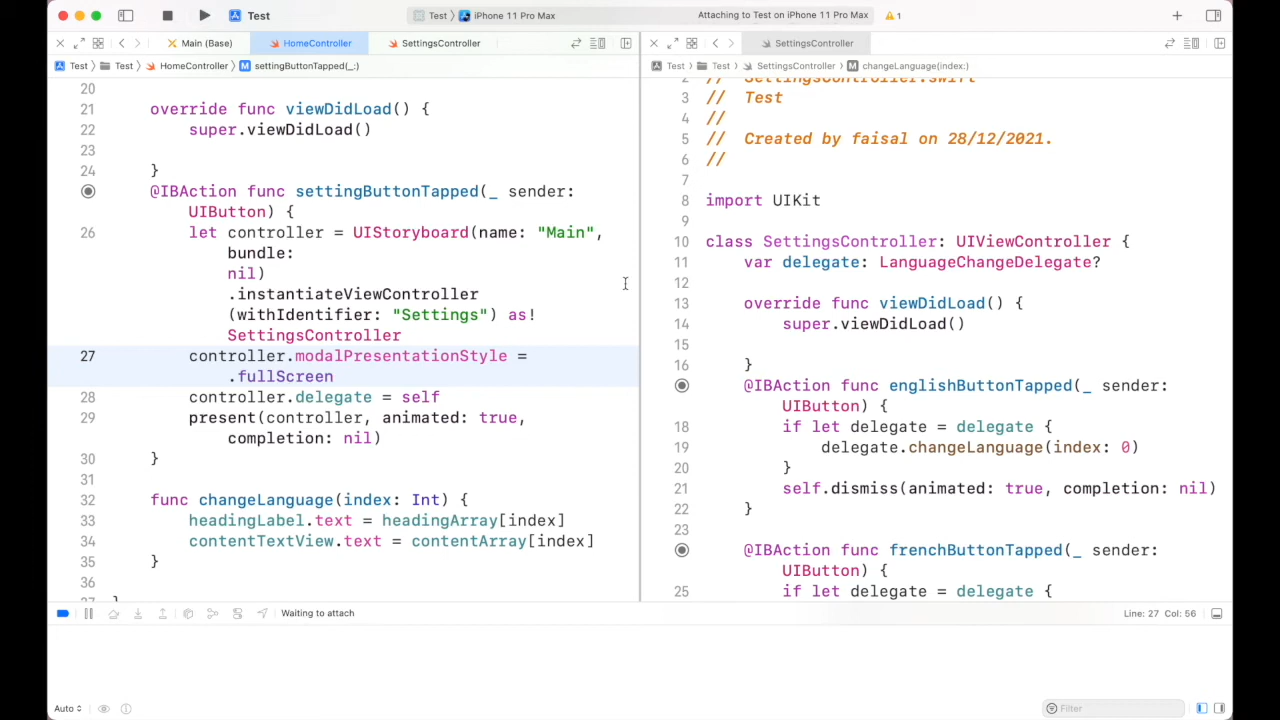 Test
Test
iPhone 11 Pro Max
Attaching to Test on iPhone 11 Pro Max
1
Main (Base)
HomeController
SettingsController
SettingsController
Test
Test
HomeController
settingButtonTapped(_:)
Test
Test
SettingsController
changeLanguage(index:)
20
21 override func viewDidLoad() {
22 super.viewDidLoad()
23
24 }
@IBAction func settingButtonTapped(_ sender:
UIButton) {
26 let controller = UIStoryboard(name: "Main",
bundle:
nil)
.instantiateViewController
(withIdentifier: "Settings") as!
SettingsController
27 controller.modalPresentationStyle =
.fullScreen
28 controller.delegate = self
29 present(controller, animated: true,
completion: nil)
30 }
31
32 func changeLanguage(index: Int) {
33 headingLabel.text = headingArray[index]
34 contentTextView.text = contentArray[index]
35 }
36
37 }
2 // SettingsController.swift
3 // Test
4 //
5 // Created by faisal on 28/12/2021.
6 //
7
8 import UIKit
9
10 class SettingsController: UIViewController {
11 var delegate: LanguageChangeDelegate?
12
13 override func viewDidLoad() {
14 super.viewDidLoad()
15
16 }
@IBAction func englishButtonTapped(_ sender:
UIButton) {
18 if let delegate = delegate {
19 delegate.changeLanguage(index: 0)
20 }
21 self.dismiss(animated: true, completion: nil)
22 }
23
@IBAction func frenchButtonTapped(_ sender:
UIButton) {
25 if let delegate = delegate {
Waiting to attach
Line: 27 Col: 56
Auto
Filter